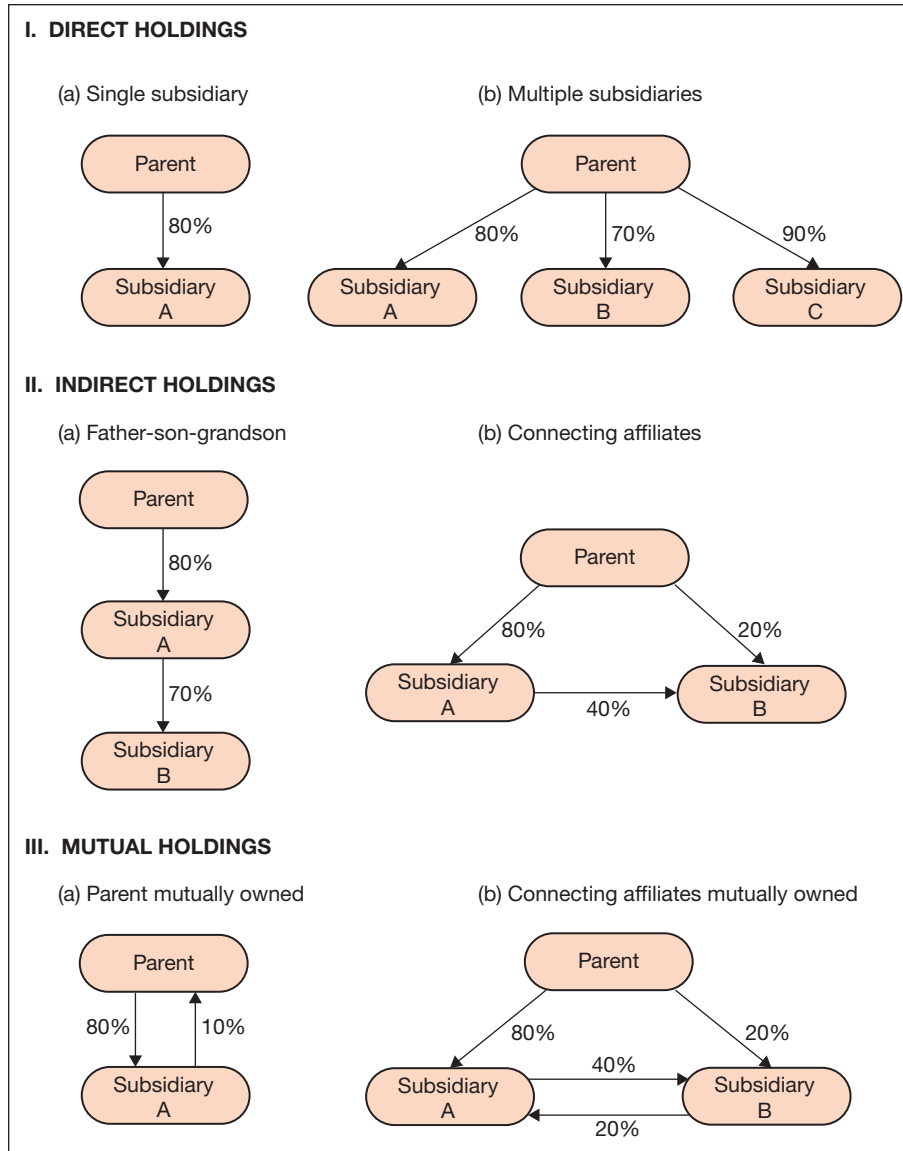 I. DIRECT HOLDINGS
(a) Single subsidiary
Parent
80%
Subsidiary
A
(b) Multiple subsidiaries
Parent
80%
70%
90%
Subsidiary
A
Subsidiary
B
Subsidiary
C
II. INDIRECT HOLDINGS
(a) Father-son-grandson
Parent
80%
Subsidiary
A
70%
Subsidiary
B
(b) Connecting affiliates
Parent
80%
20%
Subsidiary
A
40%
Subsidiary
B
III. MUTUAL HOLDINGS
(a) Parent mutually owned
Parent
80%
10%
Subsidiary
A
(b) Connecting affiliates mutually owned
Parent
80%
20%
40%
Subsidiary
A
Subsidiary
B
20%